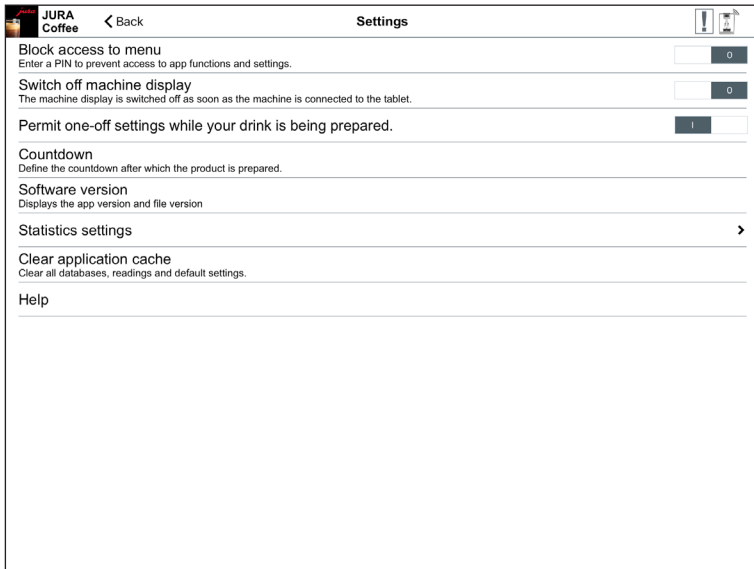 jura
JURA
Coffee
Back
Settings
Block access to menu
Enter a PIN to prevent access to app functions and settings.
O
Switch off machine display
The machine display is switched off as soon as the machine is connected to the tablet.
O
Permit one-off settings while your drink is being prepared.
I
Countdown
Define the countdown after which the product is prepared.
Software version
Displays the app version and file version
Statistics settings
Clear application cache
Clear all databases, readings and default settings.
Help